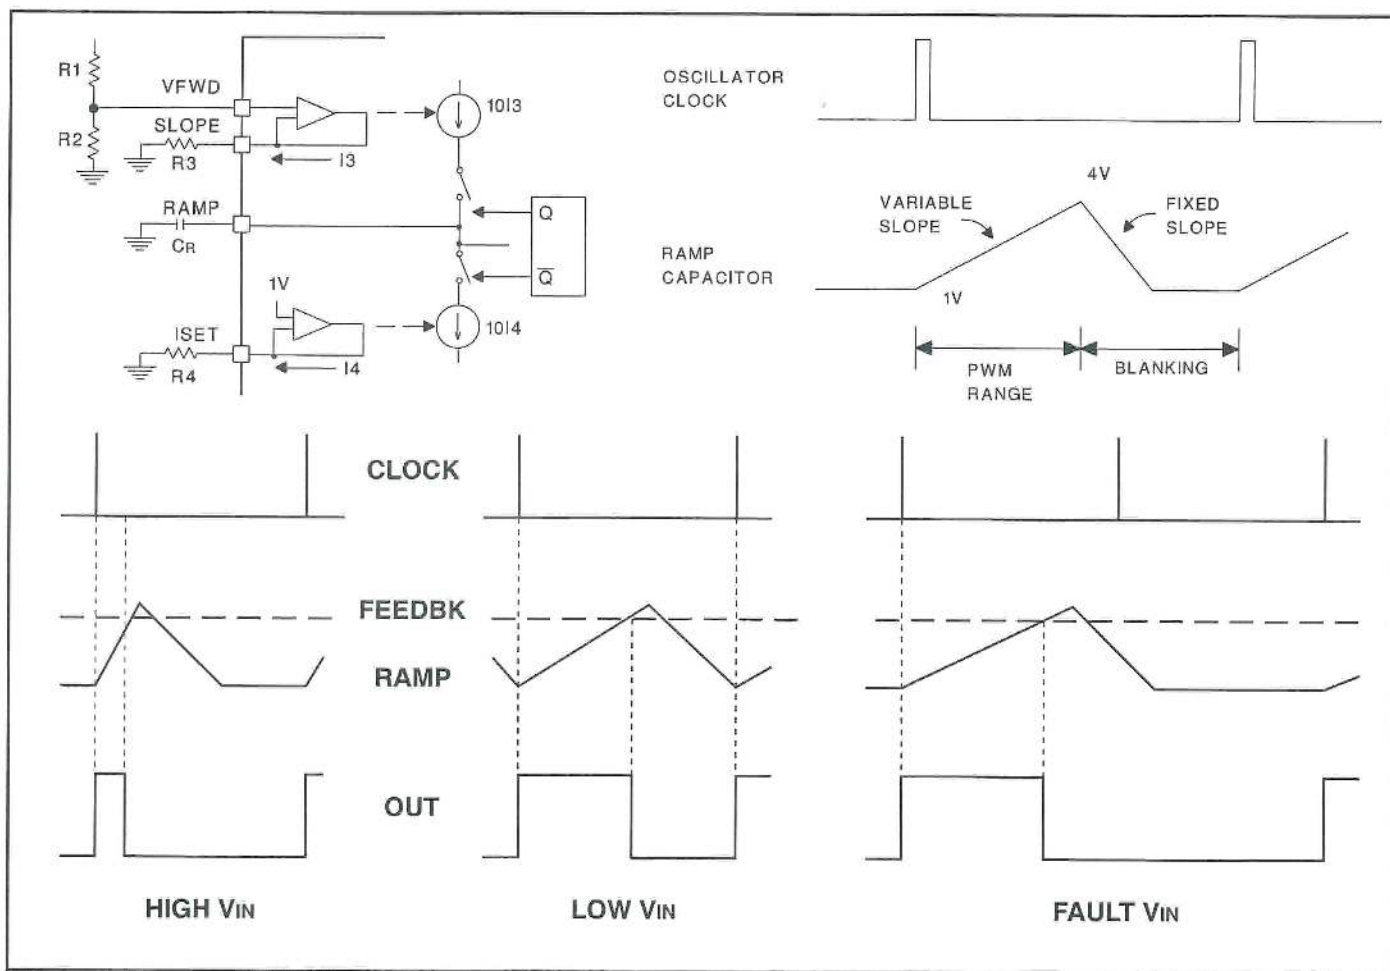 R1
VFWD
10I3
R2
SLOPE
R3
I3
RAMP
CR
Q
Q̅
1V
ISET
R4
I4
10I4
OSCILLATOR
CLOCK
4V
VARIABLE
SLOPE
FIXED
SLOPE
RAMP
CAPACITOR
1V
PWM
RANGE
BLANKING
CLOCK
FEEDBK
RAMP
OUT
HIGH VIN
LOW VIN
FAULT VIN